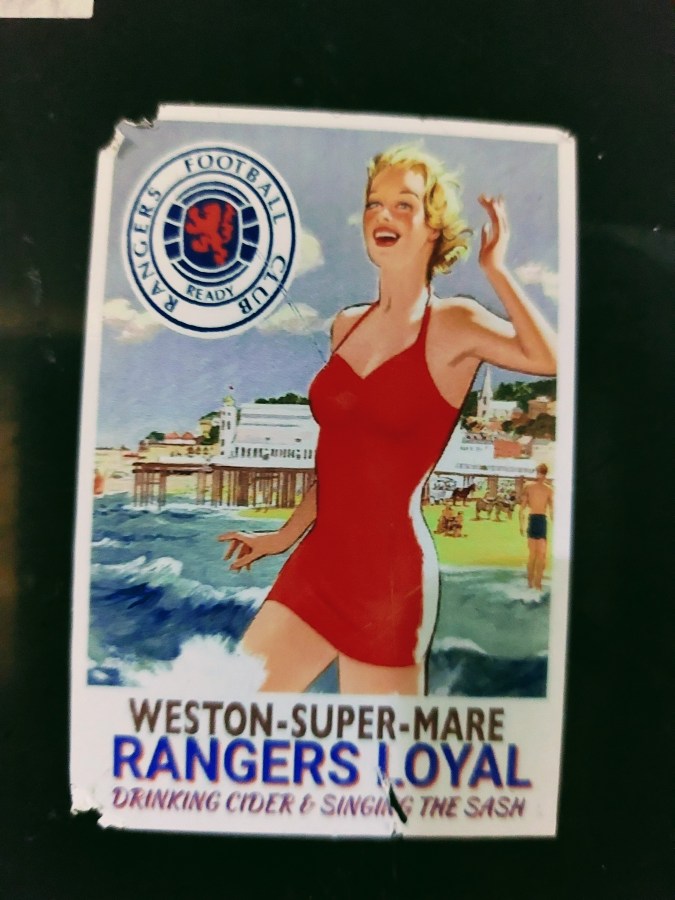 RANGERS FOOTBALL CLUB
READY
WESTON-SUPER-MARE
RANGERS LOYAL
DRINKING CIDER & SINGING THE SASH